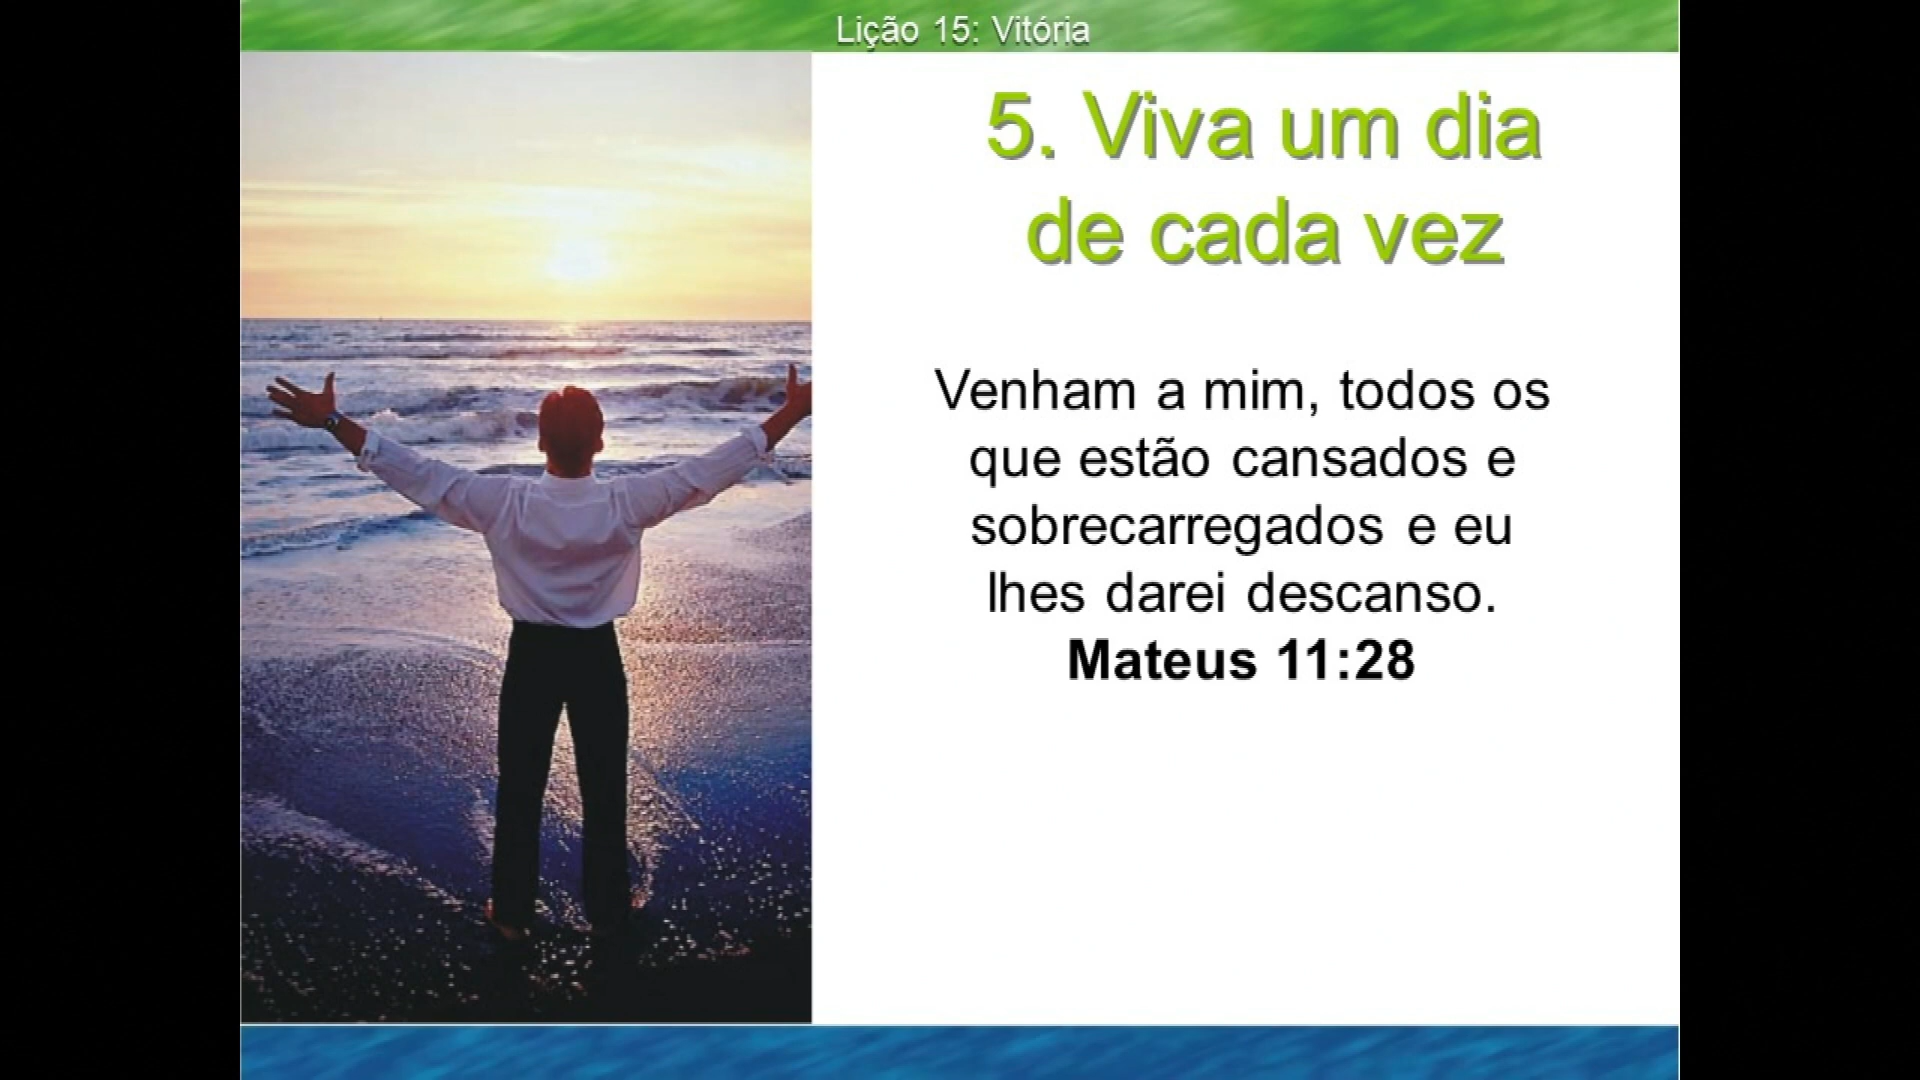 Lição 15: Vitória
5. Viva um dia
de cada vez
Venham a mim, todos os
que estão cansados e
sobrecarregados e eu
lhes darei descanso.
Mateus 11:28